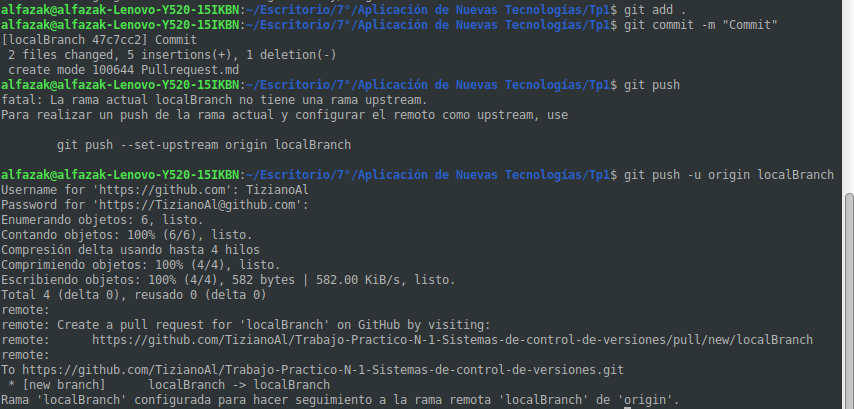 alfazak@alfazak-Lenovo-Y520-15IKBN:~/Escritorio/7°/Aplicación de Nuevas Tecnologías/Tp1$ git add .
alfazak@alfazak-Lenovo-Y520-15IKBN:~/Escritorio/7°/Aplicación de Nuevas Tecnologías/Tp1$ git commit -m "Commit"
[localBranch 47c7cc2] Commit
 2 files changed, 5 insertions(+), 1 deletion(-)
 create mode 100644 Pullrequest.md
alfazak@alfazak-Lenovo-Y520-15IKBN:~/Escritorio/7°/Aplicación de Nuevas Tecnologías/Tp1$ git push
fatal: La rama actual localBranch no tiene una rama upstream.
Para realizar un push de la rama actual y configurar el remoto como upstream, use

        git push --set-upstream origin localBranch

alfazak@alfazak-Lenovo-Y520-15IKBN:~/Escritorio/7°/Aplicación de Nuevas Tecnologías/Tp1$ git push -u origin localBranch
Username for 'https://github.com': TizianoAl
Password for 'https://TizianoAl@github.com':
Enumerando objetos: 6, listo.
Contando objetos: 100% (6/6), listo.
Compresión delta usando hasta 4 hilos
Comprimiendo objetos: 100% (4/4), listo.
Escribiendo objetos: 100% (4/4), 582 bytes | 582.00 KiB/s, listo.
Total 4 (delta 0), reusado 0 (delta 0)
remote:
remote: Create a pull request for 'localBranch' on GitHub by visiting:
remote:      https://github.com/TizianoAl/Trabajo-Practico-N-1-Sistemas-de-control-de-versiones/pull/new/localBranch
remote:
To https://github.com/TizianoAl/Trabajo-Practico-N-1-Sistemas-de-control-de-versiones.git
 * [new branch]      localBranch -> localBranch
Rama 'localBranch' configurada para hacer seguimiento a la rama remota 'localBranch' de 'origin'.